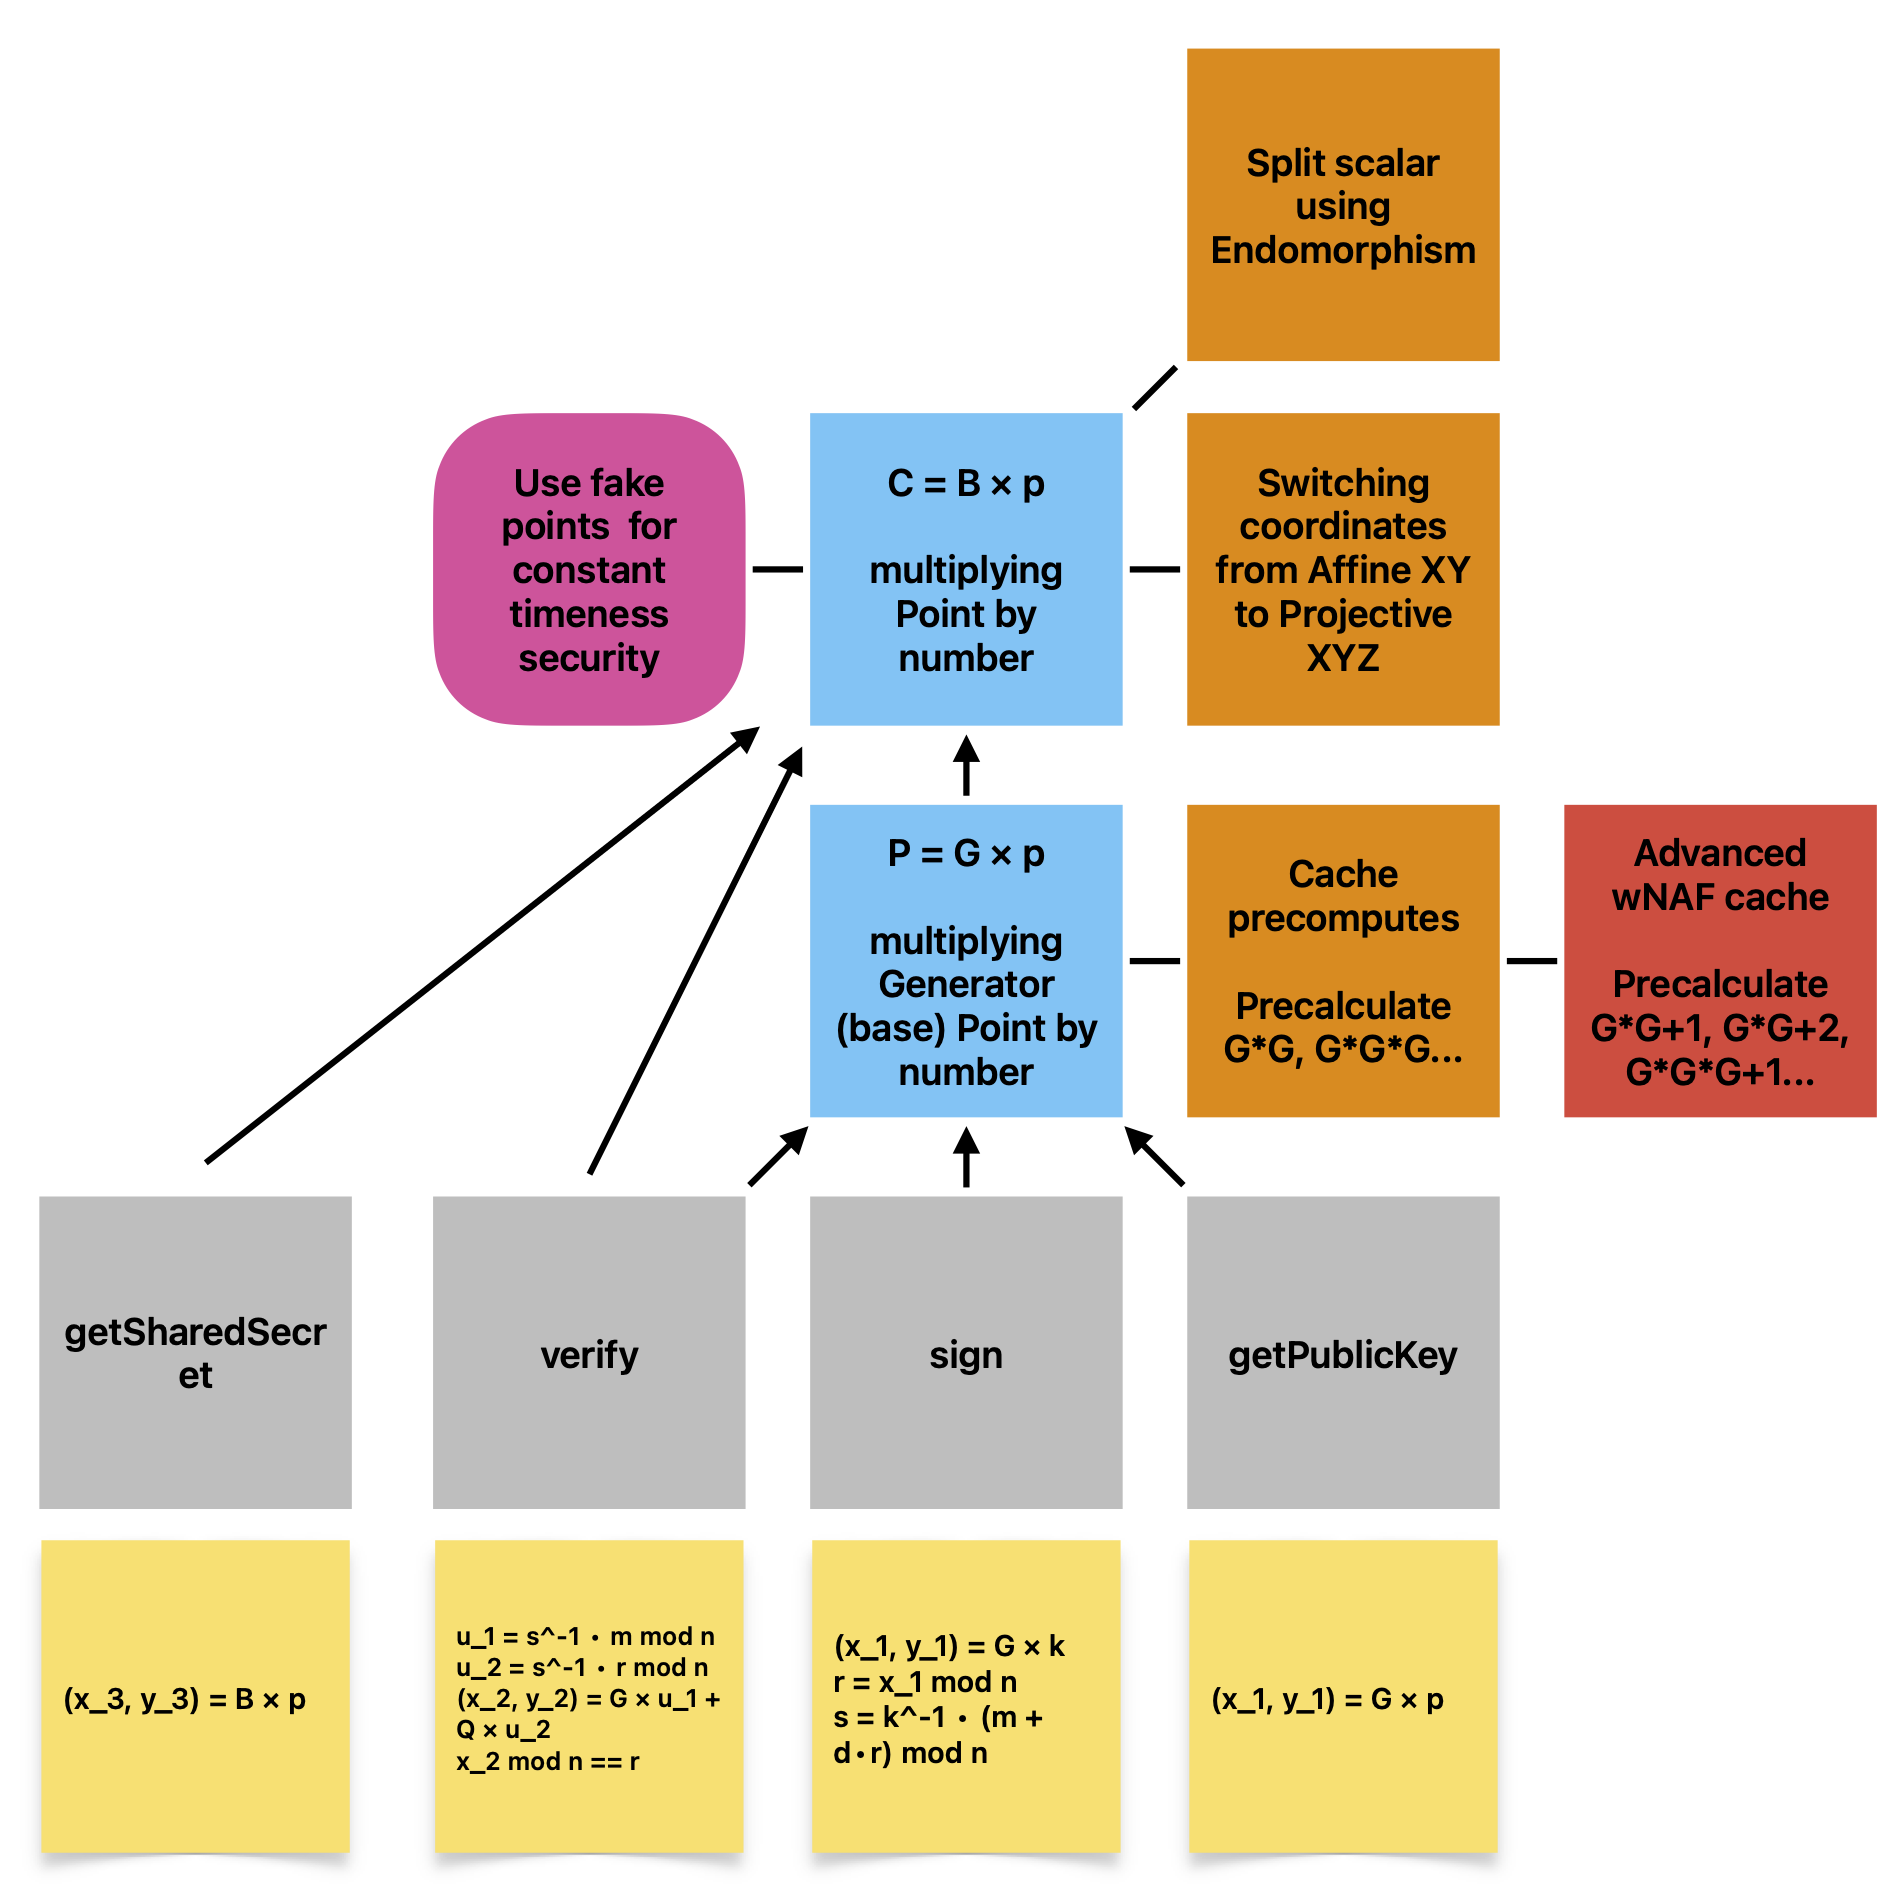 Split scalar
using
Endomorphism
Use fake
points  for
constant
timeness
security
C = B × p
multiplying
Point by
number
Switching
coordinates
from Affine XY
to Projective
XYZ
P = G × p
multiplying
Generator
(base) Point by
number
Cache
precomputes
Precalculate
G*G, G*G*G...
Advanced
wNAF cache
Precalculate
G*G+1, G*G+2,
G*G*G+1...
getSharedSecr
et
verify
sign
getPublicKey
(x_3, y_3) = B × p
u_1 = s^-1 · m mod n
u_2 = s^-1 · r mod n
(x_2, y_2) = G × u_1 +
Q × u_2
x_2 mod n == r
(x_1, y_1) = G × k
r = x_1 mod n
s = k^-1 · (m +
d·r) mod n
(x_1, y_1) = G × p